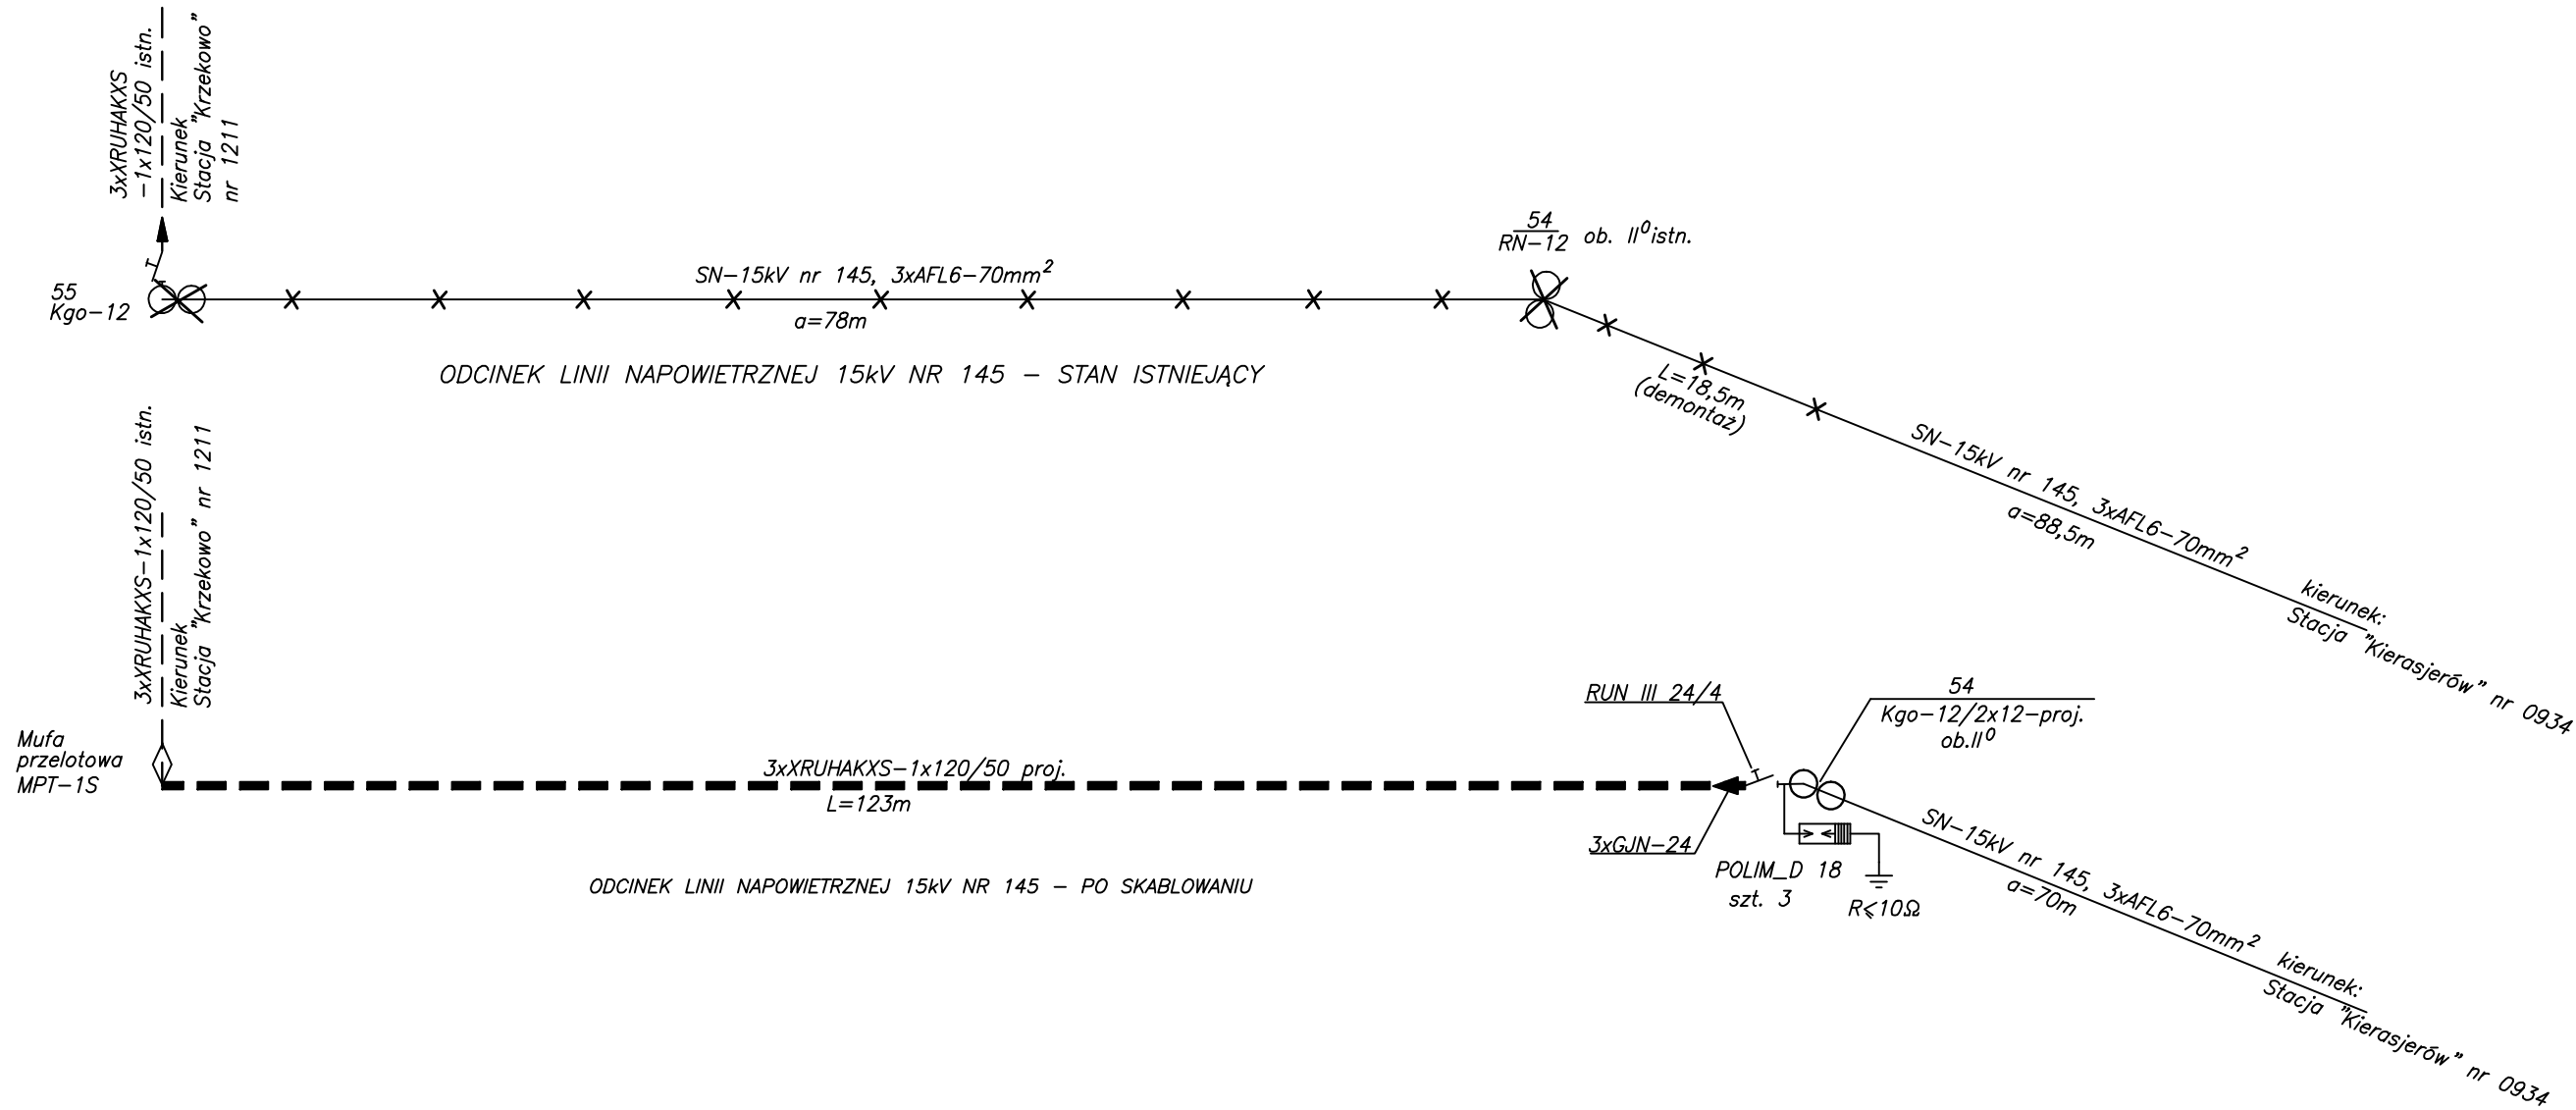 3xXRUHAKXS
-1x120/50 istn.
Kierunek
Stacja "Krzekowo"
nr 1211
55
Kgo-12
SN-15kV nr 145, 3xAFL6-70mm²
a=78m
54
RN-12 ob. II⁰istn.
L=18,5m
(demontaż)
SN-15kV nr 145, 3xAFL6-70mm²
a=88,5m
kierunek:
Stacja "Kierasjerów" nr 0934
ODCINEK LINII NAPOWIETRZNEJ 15kV NR 145 - STAN ISTNIEJĄCY
3xXRUHAKXS-1x120/50 istn.
Kierunek
Stacja "Krzekowo" nr 1211
Mufa
przelotowa
MPT-1S
3xXRUHAKXS-1x120/50 proj.
L=123m
RUN III 24/4
3xGJN-24
54
Kgo-12/2x12-proj.
ob.II⁰
POLIM_D 18
szt. 3
R⩽10Ω
SN-15kV nr 145, 3xAFL6-70mm²
a=70m
kierunek:
Stacja "Kierasjerów" nr 0934
ODCINEK LINII NAPOWIETRZNEJ 15kV NR 145 - PO SKABLOWANIU